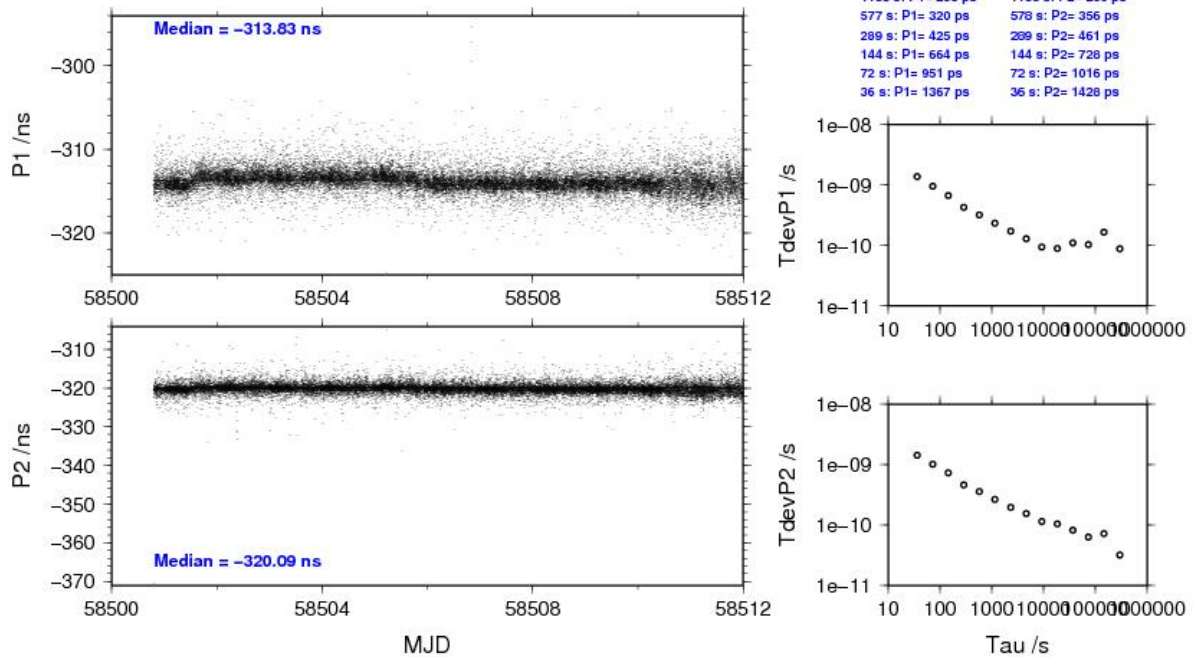 Median = −313.83 ns
P1 /ns
−300
−310
−320
58500 58504 58508 58512
577 s: P1= 320 ps 578 s: P2= 356 ps
289 s: P1= 425 ps 289 s: P2= 461 ps
144 s: P1= 664 ps 144 s: P2= 728 ps
72 s: P1= 951 ps 72 s: P2= 1016 ps
36 s: P1= 1367 ps 36 s: P2= 1428 ps
TdevP1 /s
1e−08
1e−09
1e−10
1e−11
10 100 1000 10000 100000 1000000
P2 /ns
−310
−320
−330
−340
−350
−360
−370
Median = −320.09 ns
58500 58504 58508 58512
MJD
TdevP2 /s
1e−08
1e−09
1e−10
1e−11
10 100 1000 10000 100000 1000000
Tau /s